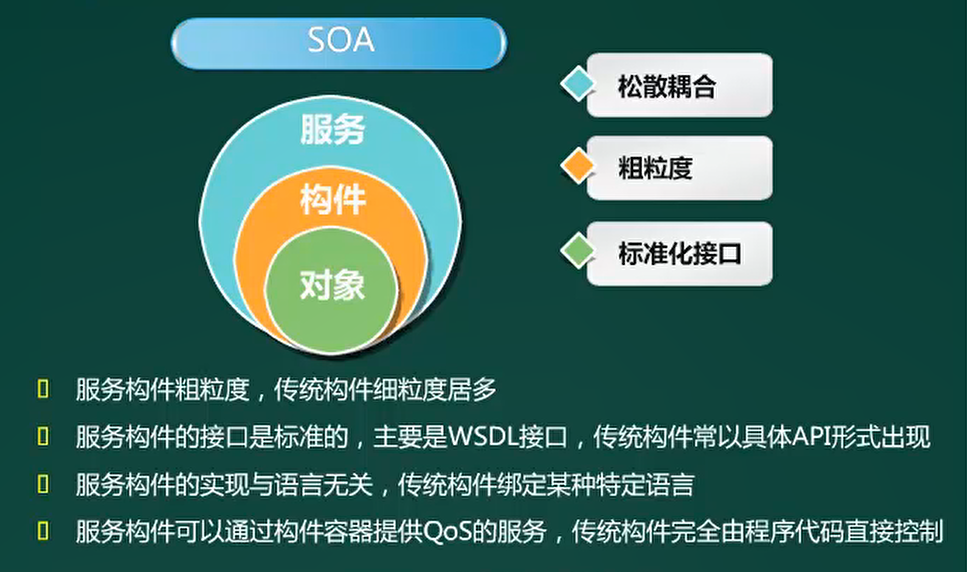 SOA
服务
构件
对象
松散耦合
粗粒度
标准化接口
服务构件粗粒度，传统构件细粒度居多
服务构件的接口是标准的，主要是WSDL接口，传统构件常以具体API形式出现
服务构件的实现与语言无关，传统构件绑定某种特定语言
服务构件可以通过构件容器提供QoS的服务，传统构件完全由程序代码直接控制